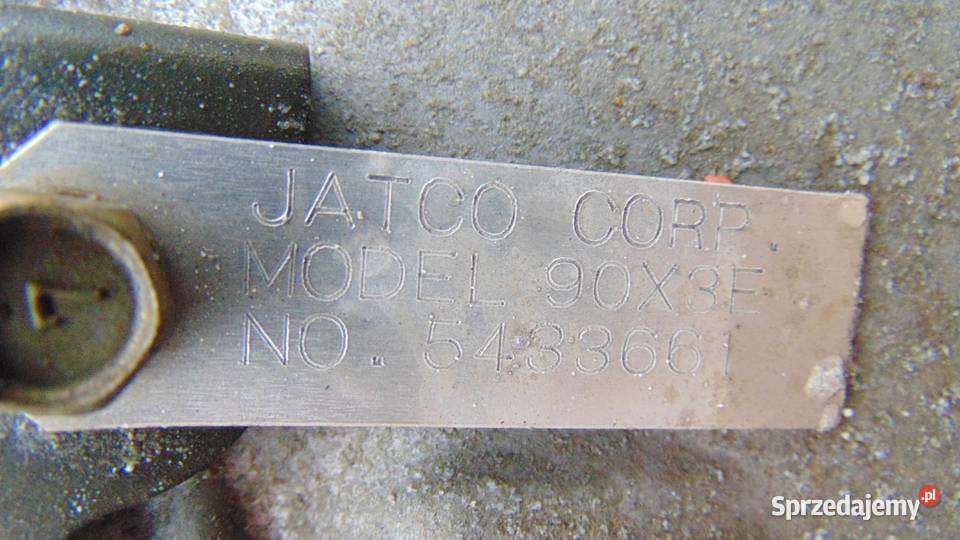 JATCO CORP.
MODEL 90X3E
NO. 5433661
Sprzedajemy.pl